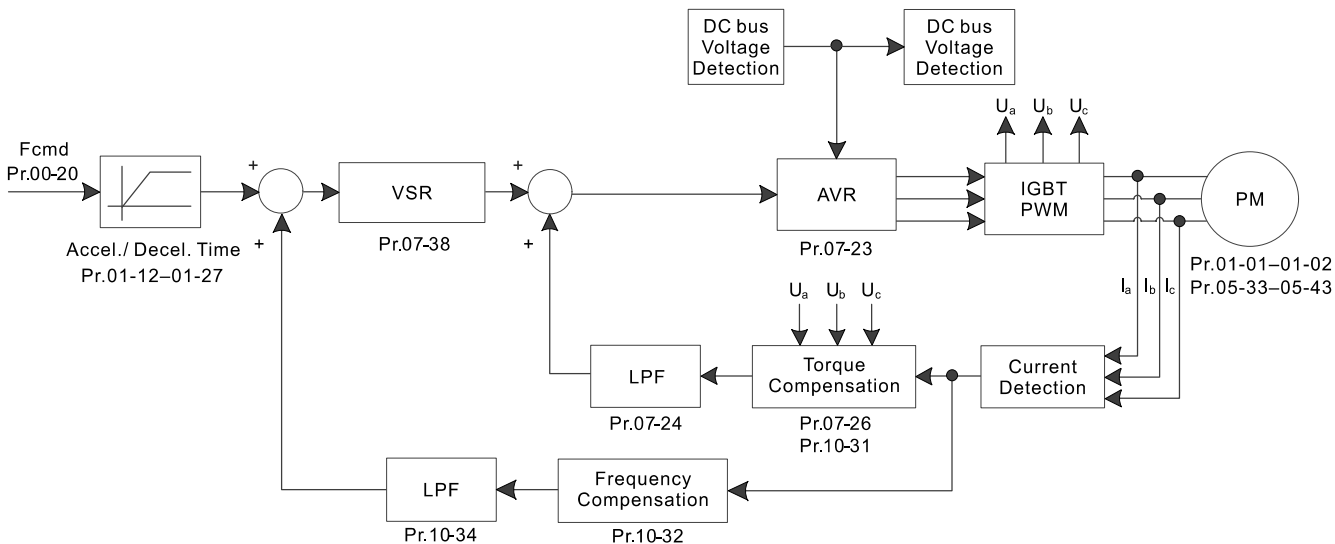 DC bus
Voltage
Detection
DC bus
Voltage
Detection
Ua
Ub
Uc
Fcmd
Pr.00-20
+
+
VSR
AVR
IGBT
PWM
PM
Accel./ Decel. Time
Pr.01-12–01-27
+
Pr.07-38
+
Pr.07-23
Pr.01-01–01-02
Pr.05-33–05-43
Ia
Ib
Ic
Ua
Ub
Uc
LPF
Torque
Compensation
Current
Detection
Pr.07-24
Pr.07-26
Pr.10-31
LPF
Frequency
Compensation
Pr.10-34
Pr.10-32